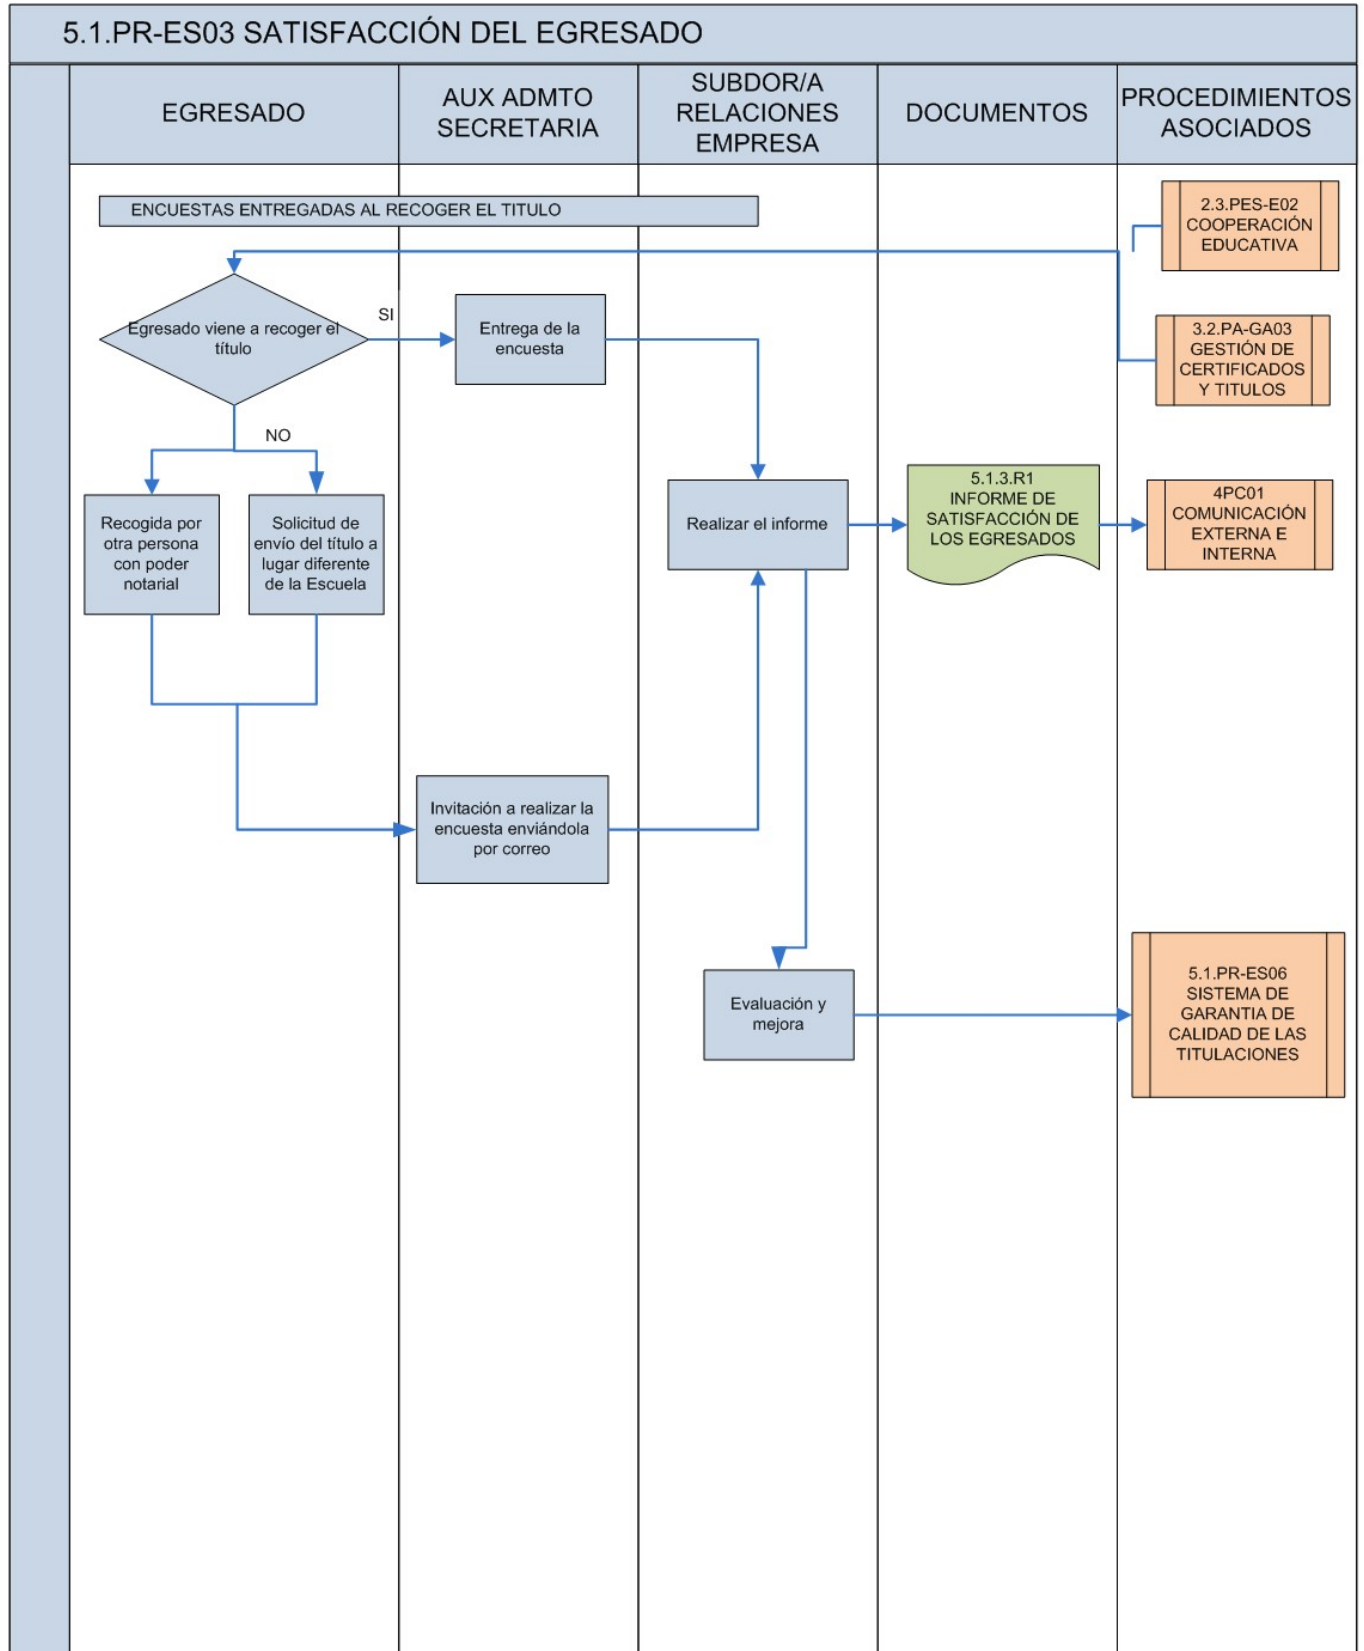 5.1.PR-ES03 SATISFACCIÓN DEL EGRESADO
EGRESADO
AUX ADMTO
SECRETARIA
SUBDOR/A
RELACIONES
EMPRESA
DOCUMENTOS
PROCEDIMIENTOS
ASOCIADOS
ENCUESTAS ENTREGADAS AL RECOGER EL TITULO
2.3.PES-E02
COOPERACIÓN
EDUCATIVA
Egresado viene a recoger el
título
SI
Entrega de la
encuesta
3.2.PA-GA03
GESTIÓN DE
CERTIFICADOS
Y TITULOS
NO
Recogida por
otra persona
con poder
notarial
Solicitud de
envío del título a
lugar diferente
de la Escuela
Realizar el informe
5.1.3.R1
INFORME DE
SATISFACCIÓN DE
LOS EGRESADOS
4PC01
COMUNICACIÓN
EXTERNA E
INTERNA
Invitación a realizar la
encuesta enviándola
por correo
Evaluación y
mejora
5.1.PR-ES06
SISTEMA DE
GARANTIA DE
CALIDAD DE LAS
TITULACIONES